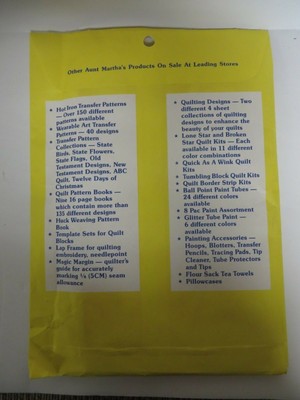 Other Aunt Martha's Products On Sale At Leading Stores
• Hot Iron Transfer Patterns
— Over 150 different
patterns available
• Wearable Art Transfer
Patterns — 40 designs
• Transfer Pattern
Collections — State
Birds, State Flowers,
State Flags, Old
Testament Designs, New
Testament Designs, ABC
Quilt, Twelve Days of
Christmas
• Quilt Pattern Books —
Nine 16 page books
which contain more than
135 different designs
• Huck Weaving Pattern
Book
• Template Sets for Quilt
Blocks
• Lap Frame for quilting
embroidery, needlepoint
• Magic Margin — quilter's
guide for accurately
marking ¼ (5CM) seam
allowance
• Quilting Designs — Two
different 4 sheet
collections of quilting
designs to enhance the
beauty of your quilts
• Lone Star and Broken
Star Quilt Kits — Each
available in 11 different
color combinations
• Quick As A Wink Quilt
Kits
• Tumbling Block Quilt Kits
• Quilt Border Strip Kits
• Ball Point Paint Tubes —
24 different colors
available
• 8 Pac Paint Assortment
• Glitter Tube Paint —
6 different colors
available
• Painting Accessories —
Hoops, Blotters, Transfer
Pencils, Tracing Pads, Tip
Cleaner, Tube Protectors
and Tips
• Flour Sack Tea Towels
• Pillowcases